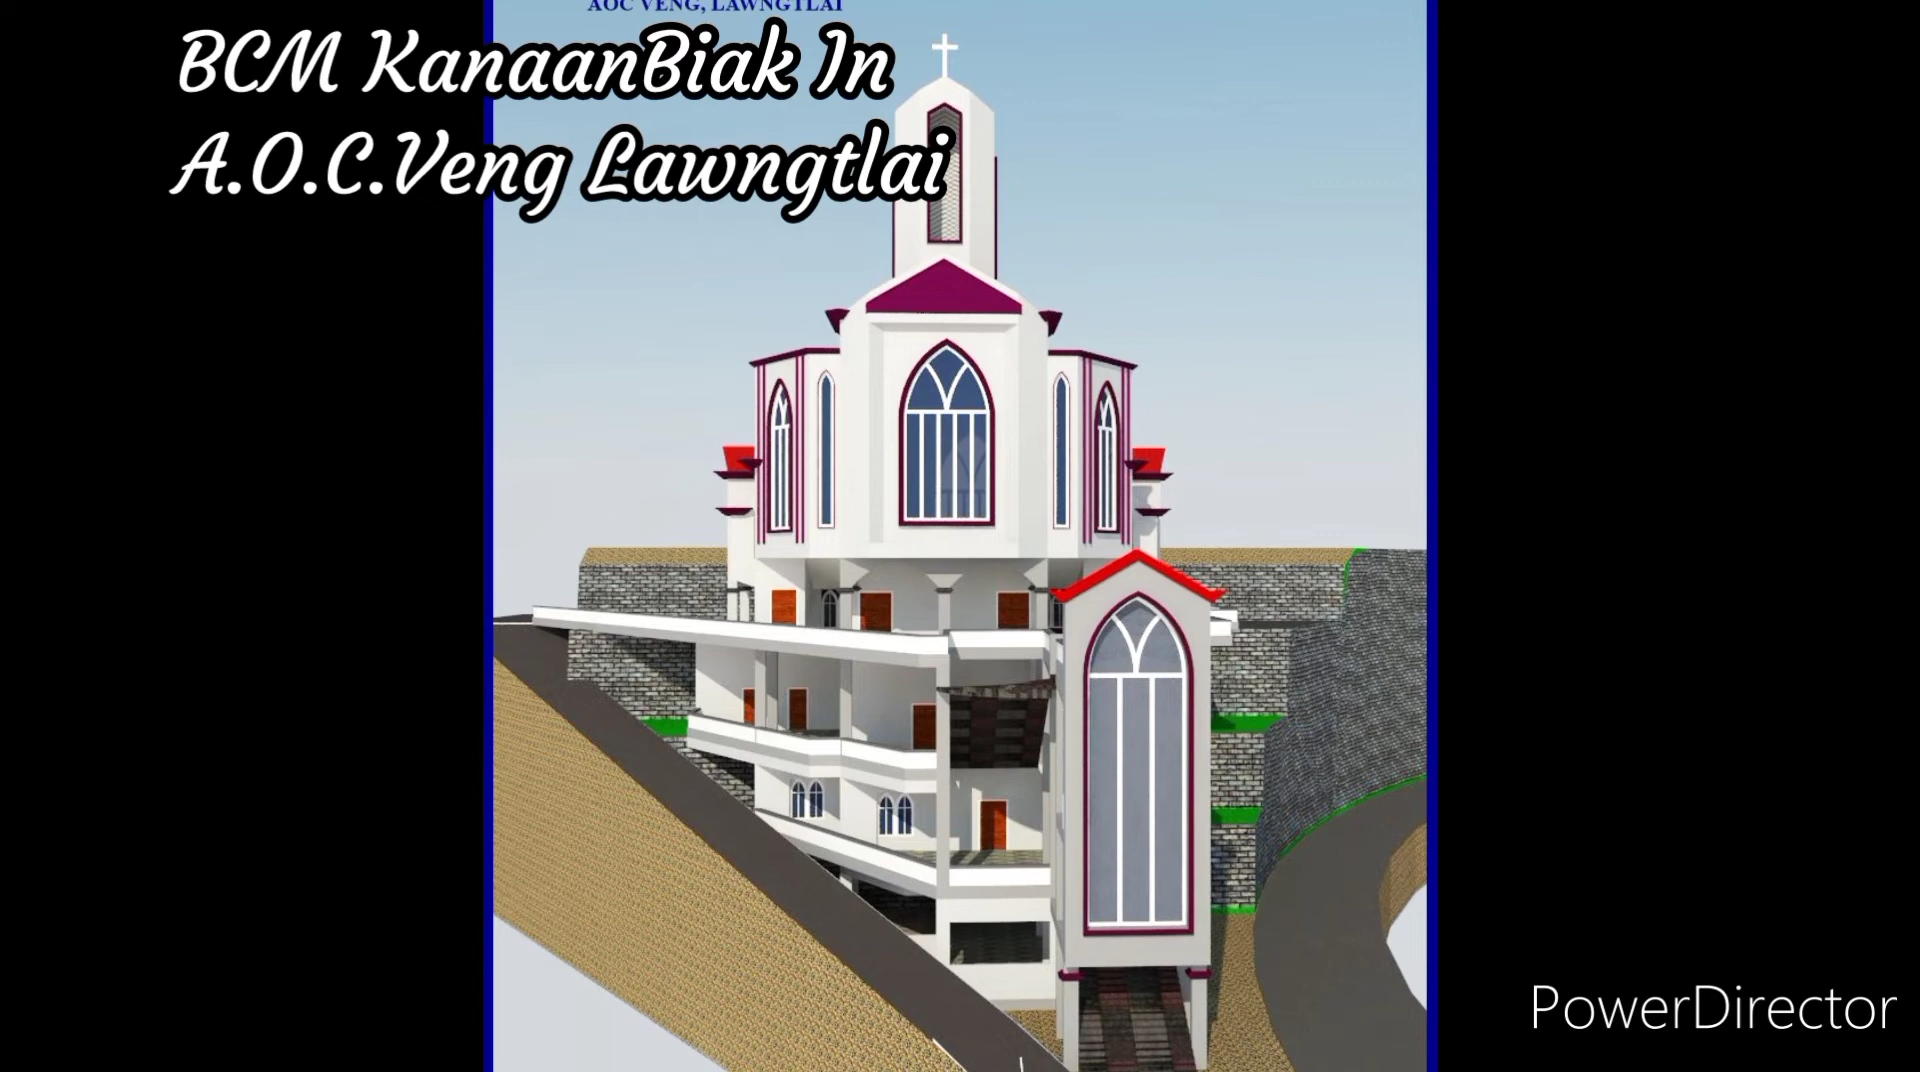 AOC VENG, LAWNGTLAI
BCM KanaanBiak In
A.O.C.Veng Lawngtlai
PowerDirector